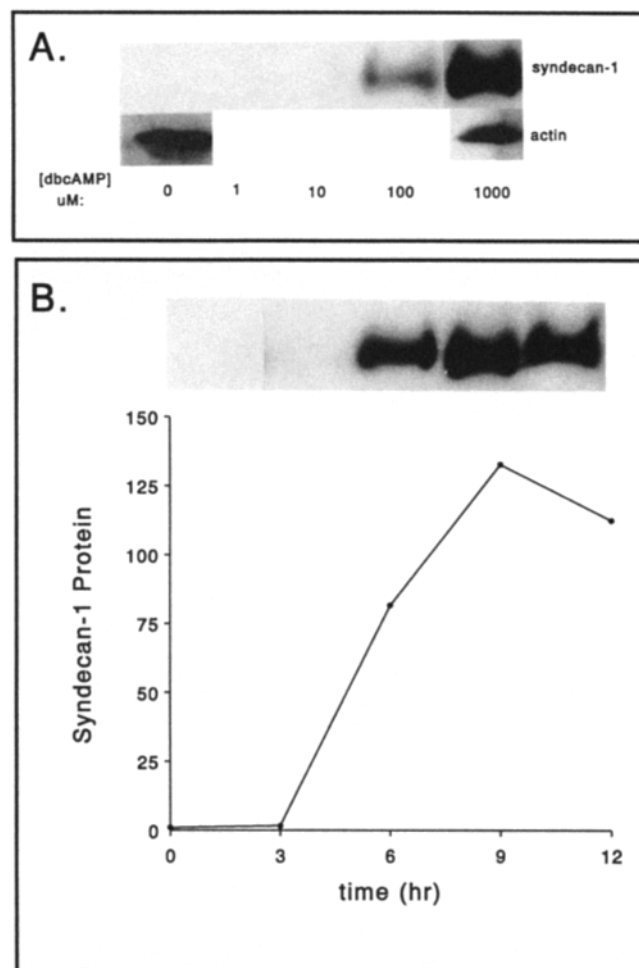 A.
syndecan-1
actin
[dbcAMP]
uM:
0 1 10 100 1000
B.
150
125
100
75
50
25
0
Syndecan-1 Protein
0 3 6 9 12
time (hr)